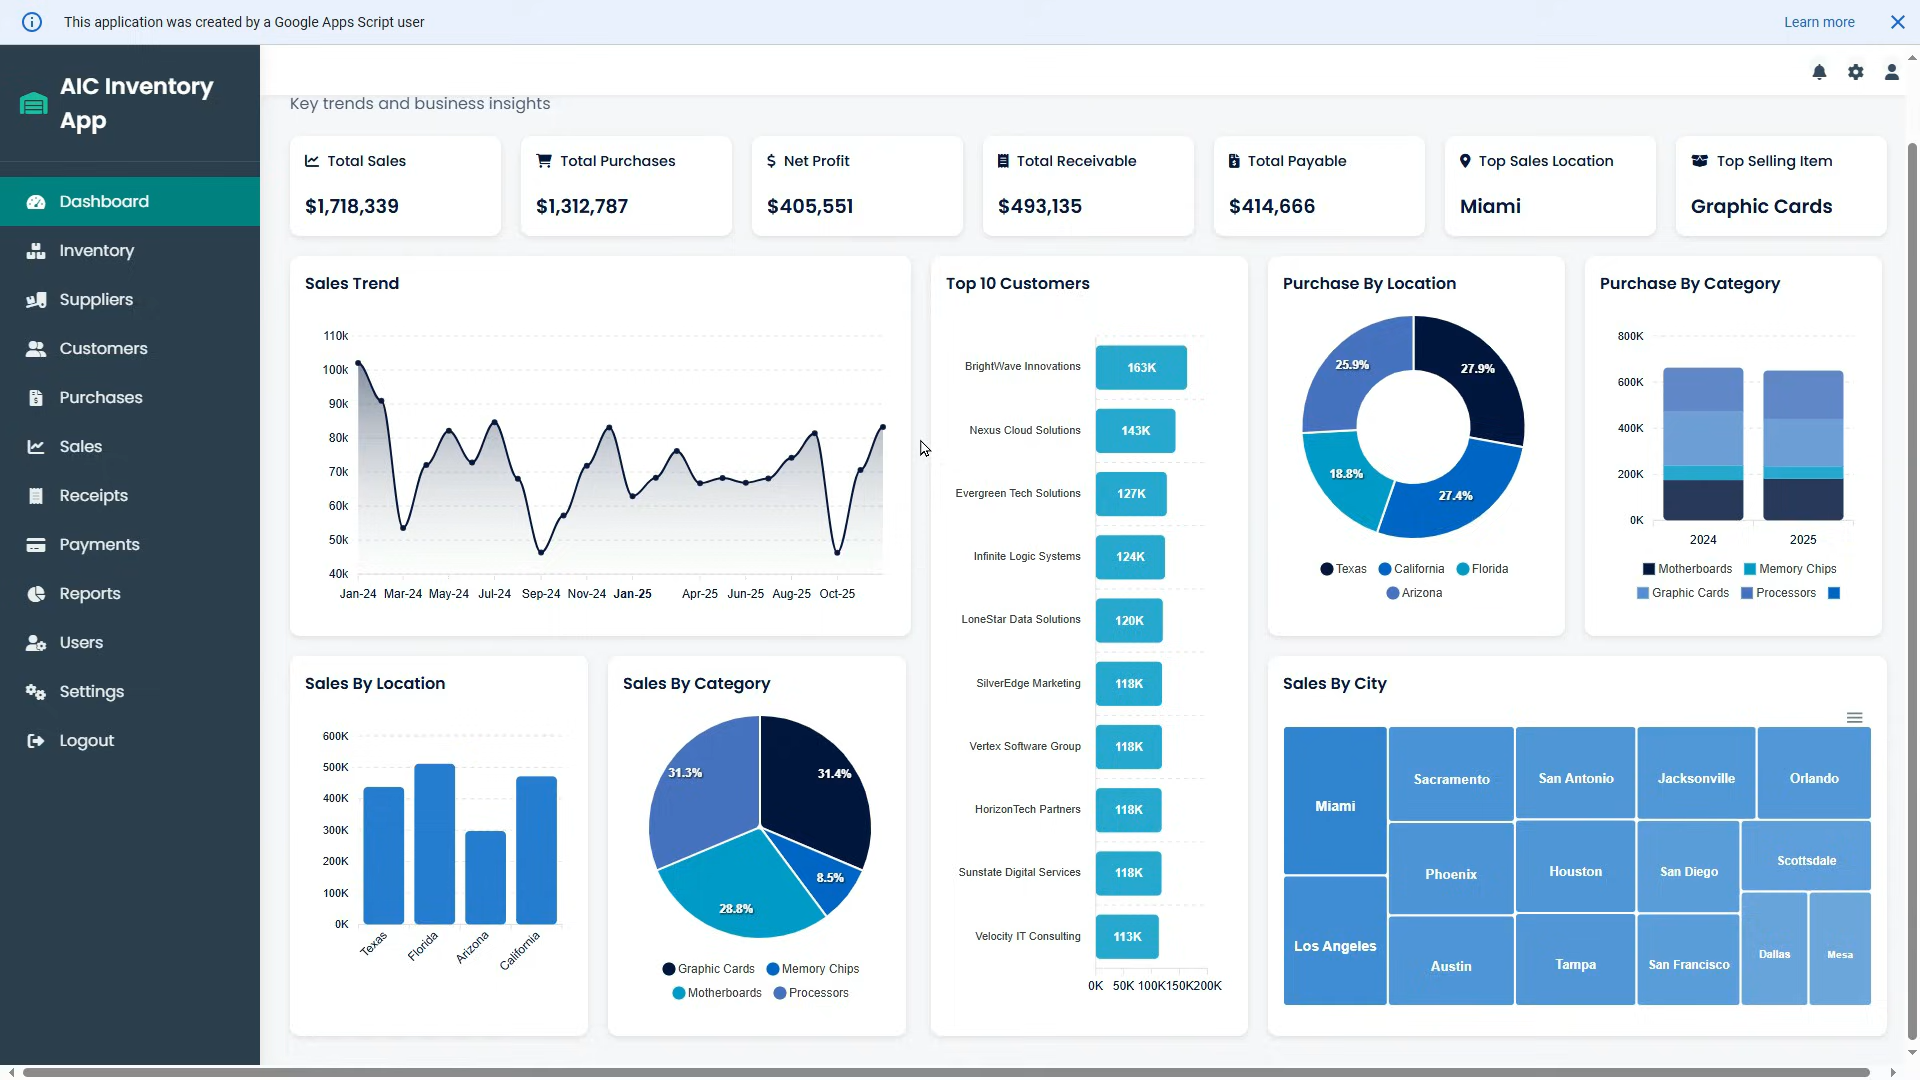 This application was created by a Google Apps Script user
Learn more
AIC Inventory
App
Dashboard
Inventory
Suppliers
Customers
Purchases
Sales
Receipts
Payments
Reports
Users
Settings
Logout
Key trends and business insights
Total Sales
$1,718,339
Total Purchases
$1,312,787
Net Profit
$405,551
Total Receivable
$493,135
Total Payable
$414,666
Top Sales Location
Miami
Top Selling Item
Graphic Cards
Sales Trend
110k
100k
90k
80k
70k
60k
50k
40k
Jan-24 Mar-24 May-24 Jul-24 Sep-24 Nov-24 Jan-25 Apr-25 Jun-25 Aug-25 Oct-25
Top 10 Customers
BrightWave Innovations 163K
Nexus Cloud Solutions 143K
Evergreen Tech Solutions 127K
Infinite Logic Systems 124K
LoneStar Data Solutions 120K
SilverEdge Marketing 118K
Vertex Software Group 118K
HorizonTech Partners 118K
Sunstate Digital Services 118K
Velocity IT Consulting 113K
0K 50K 100K 150K 200K
Purchase By Location
25.9% 27.9%
18.8% 27.4%
Texas California Florida
Arizona
Purchase By Category
800K
600K
400K
200K
0K
2024 2025
Motherboards Memory Chips
Graphic Cards Processors
Sales By Location
600K
500K
400K
300K
200K
100K
0K
Texas Florida Arizona California
Sales By Category
31.3% 31.4%
8.5%
28.8%
Graphic Cards Memory Chips
Motherboards Processors
Sales By City
Miami
Los Angeles
Sacramento
Phoenix
Austin
San Antonio
Houston
Tampa
Jacksonville
San Diego
San Francisco
Orlando
Scottsdale
Dallas
Mesa